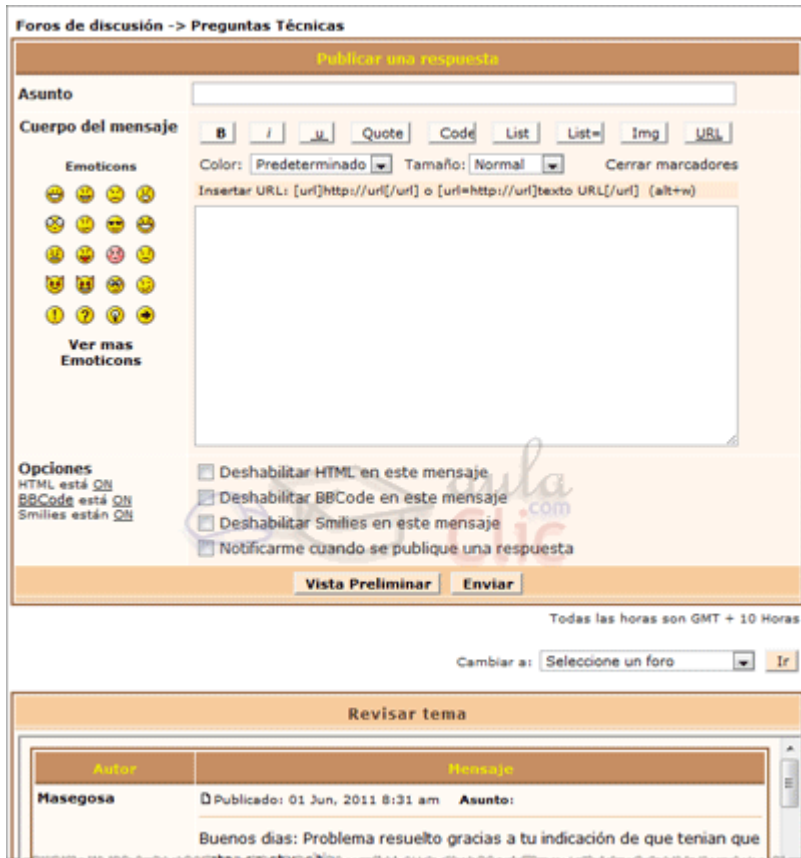 Foros de discusión -> Preguntas Técnicas
Publicar una respuesta
Asunto
Cuerpo del mensaje
B i u Quote Code List List= Img URL
Emoticons
Color: Predeterminado Tamaño: Normal Cerrar marcadores
Insertar URL: [url]http://url[/url] o [url=http://url]texto URL[/url] (alt+w)
Ver mas
Emoticons
Opciones
HTML está ON
BBCode está ON
Smilies están ON
Deshabilitar HTML en este mensaje
Deshabilitar BBCode en este mensaje
Deshabilitar Smilies en este mensaje
Notificarme cuando se publique una respuesta
aula
Clic
.com
Vista Preliminar Enviar
Todas las horas son GMT + 10 Horas
Cambiar a: Seleccione un foro Ir
Revisar tema
Autor Mensaje
Masegosa
Publicado: 01 Jun, 2011 8:31 am Asunto:
Buenos dias: Problema resuelto gracias a tu indicación de que tenian que